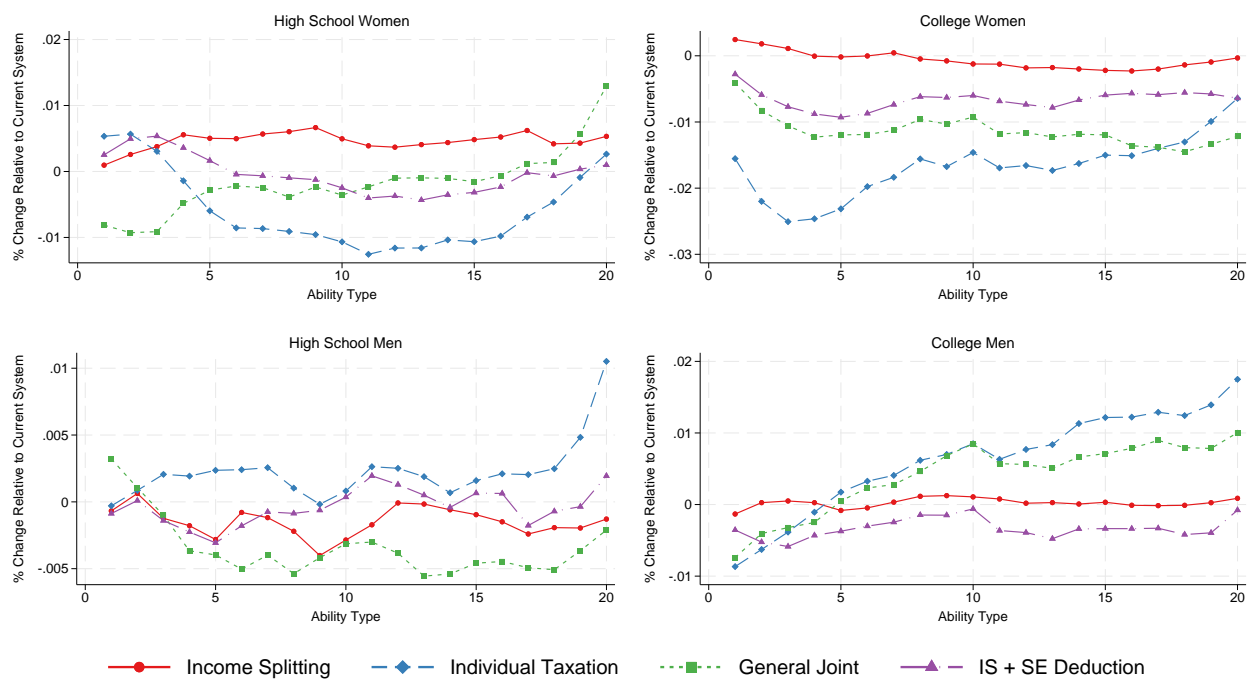 High School Women
% Change Relative to Current System
.02
.01
0
-.01
0 5 10 15 20
Ability Type
College Women
% Change Relative to Current System
0
-.01
-.02
-.03
0 5 10 15 20
Ability Type
High School Men
% Change Relative to Current System
.01
.005
0
-.005
0 5 10 15 20
Ability Type
College Men
% Change Relative to Current System
.02
.01
0
-.01
0 5 10 15 20
Ability Type
Income Splitting Individual Taxation General Joint IS + SE Deduction